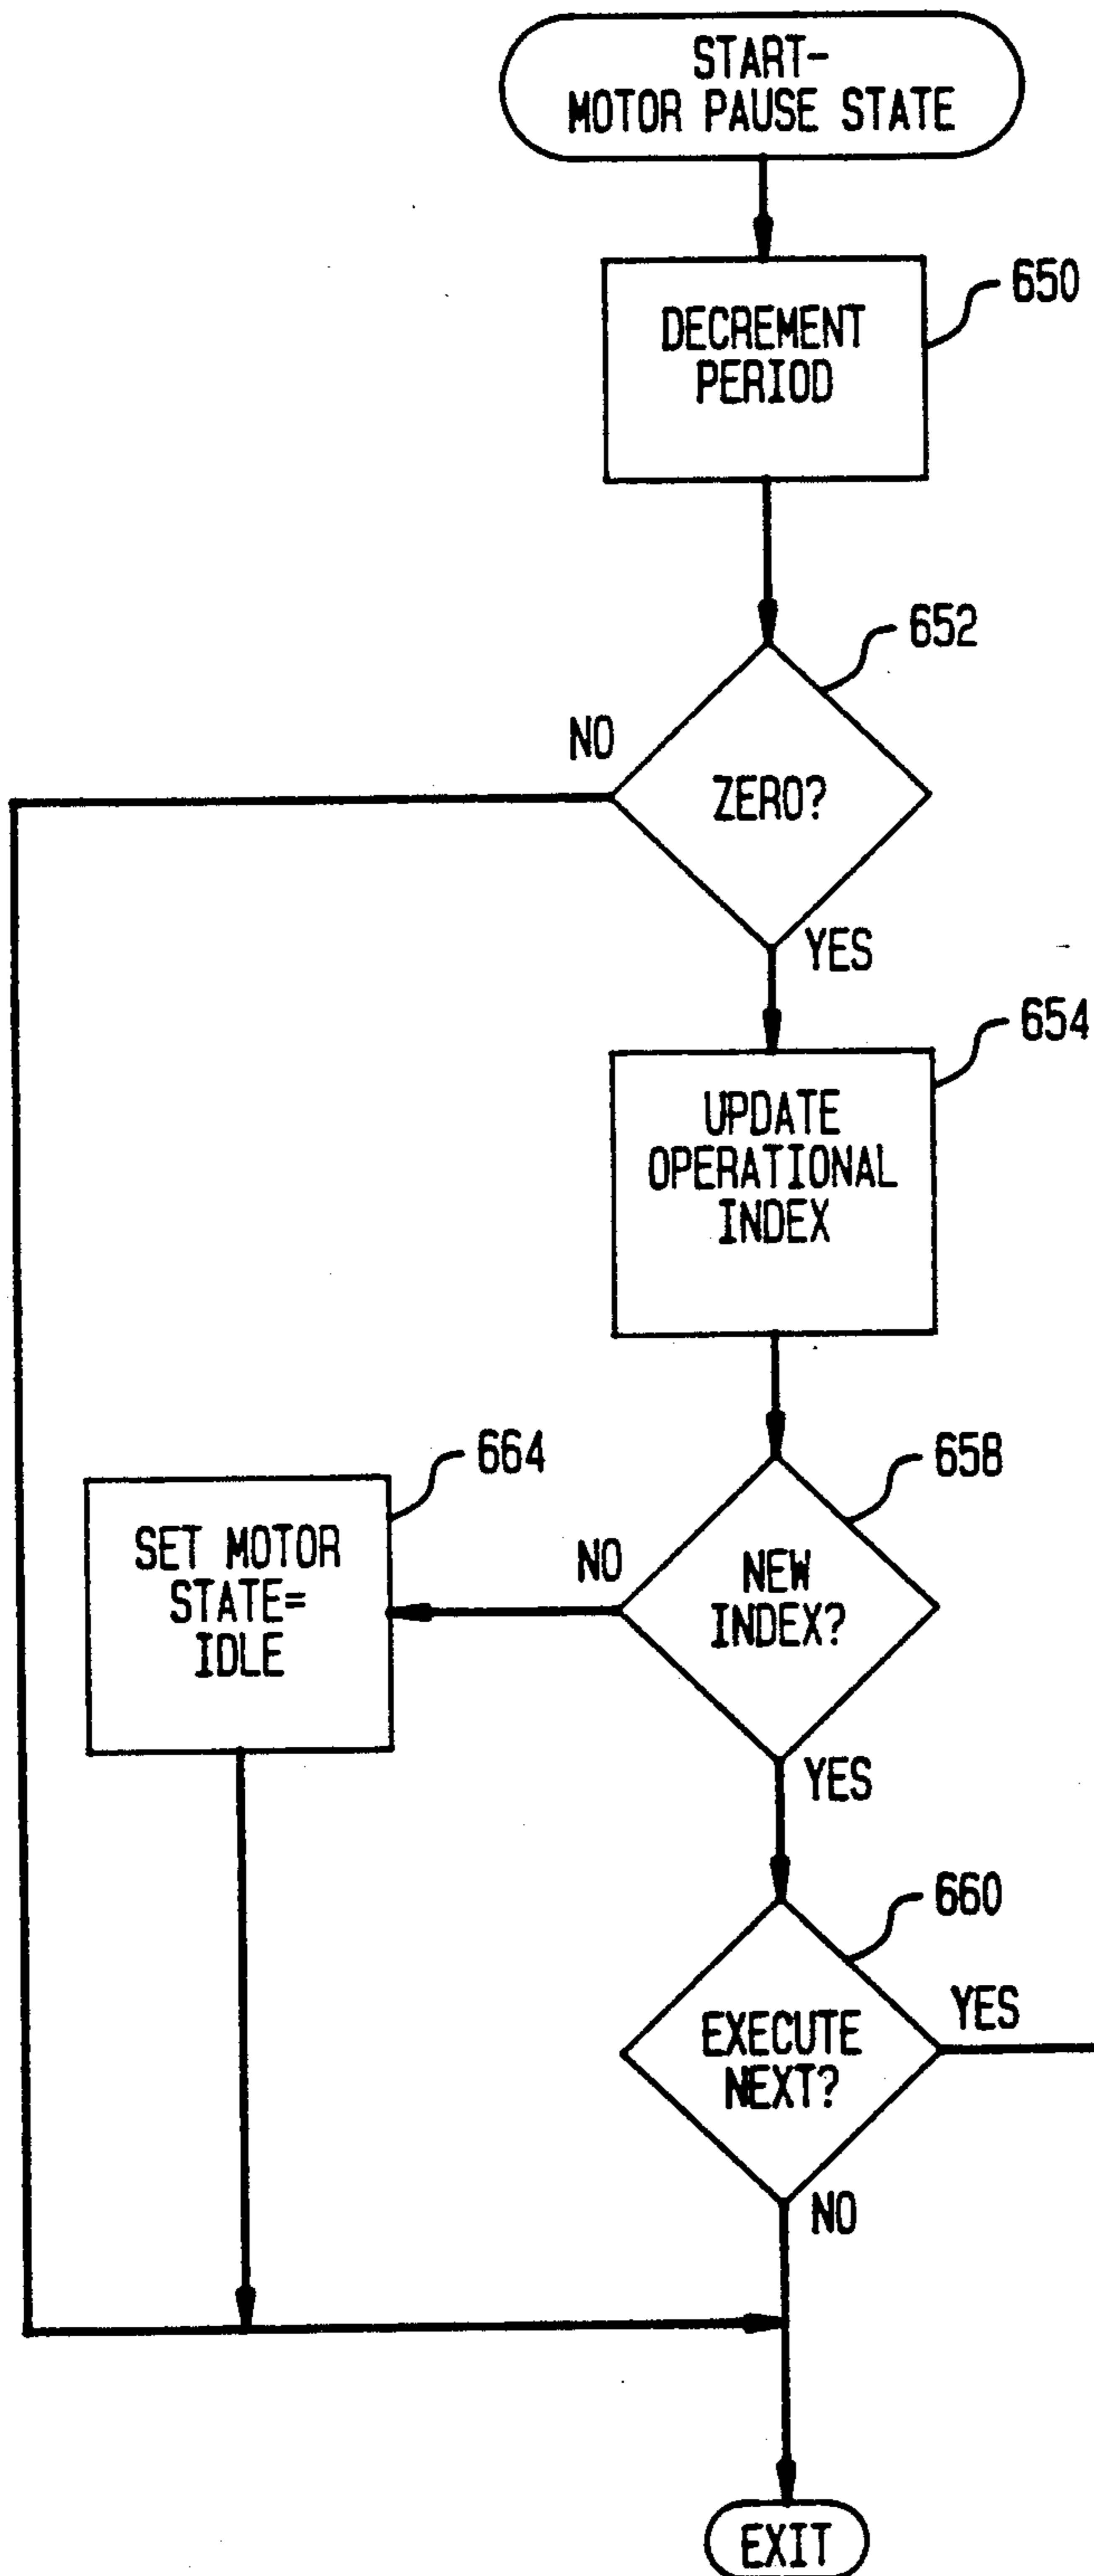 START-
MOTOR PAUSE STATE
650
DECREMENT
PERIOD
652
NO
ZERO?
YES
654
UPDATE
OPERATIONAL
INDEX
664
658
SET MOTOR
STATE=
IDLE
NO
NEW
INDEX?
YES
660
YES
EXECUTE
NEXT?
NO
EXIT